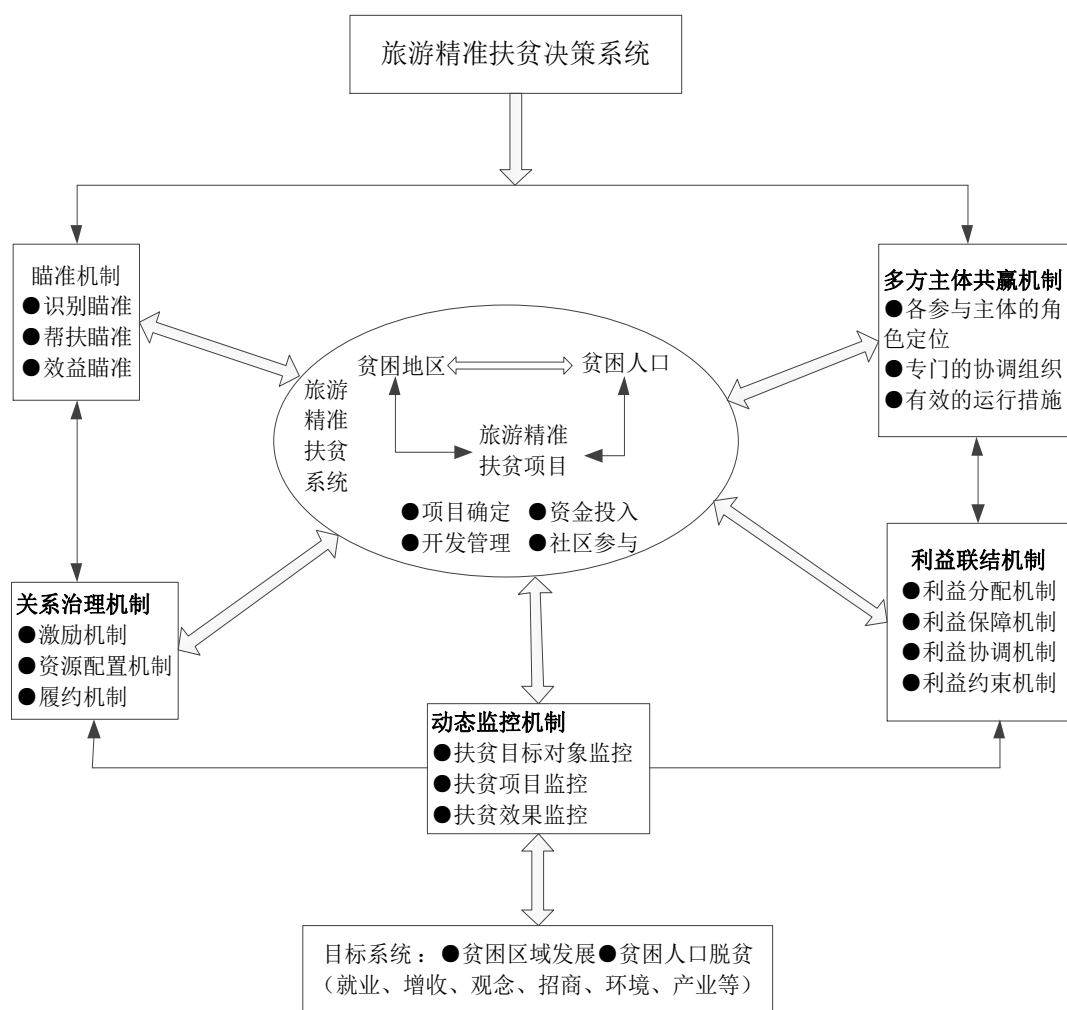 旅游精准扶贫决策系统
瞄准机制
●识别瞄准
●帮扶瞄准
●效益瞄准
多方主体共赢机制
●各参与主体的角
色定位
●专门的协调组织
●有效的运行措施
贫困地区
贫困人口
旅游
精准
扶贫
系统
旅游精准
扶贫项目
●项目确定 ●资金投入
●开发管理 ●社区参与
关系治理机制
●激励机制
●资源配置机制
●履约机制
利益联结机制
●利益分配机制
●利益保障机制
●利益协调机制
●利益约束机制
动态监控机制
●扶贫目标对象监控
●扶贫项目监控
●扶贫效果监控
目标系统：●贫困区域发展●贫困人口脱贫
（就业、增收、观念、招商、环境、产业等）